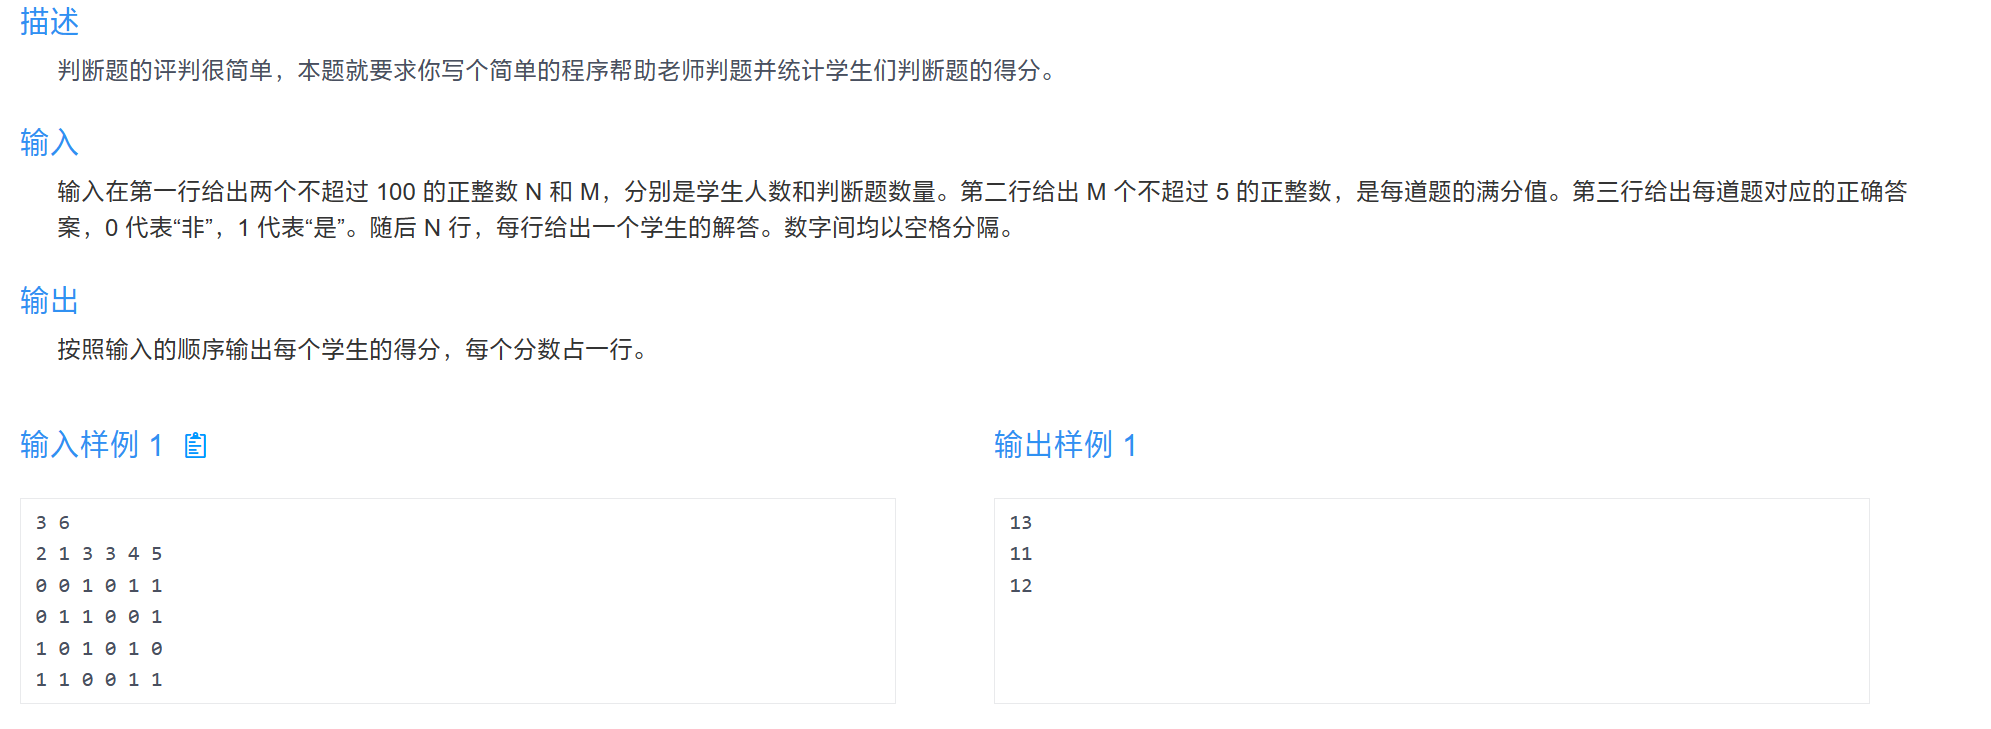 描述
判断题的评判很简单，本题就要求你写个简单的程序帮助老师判题并统计学生们判断题的得分。
输入
输入在第一行给出两个不超过 100 的正整数 N 和 M，分别是学生人数和判断题数量。第二行给出 M 个不超过 5 的正整数，是每道题的满分值。第三行给出每道题对应的正确答
案，0 代表“非”，1 代表“是”。随后 N 行，每行给出一个学生的解答。数字间均以空格分隔。
输出
按照输入的顺序输出每个学生的得分，每个分数占一行。
输入样例 1
3 6
2 1 3 3 4 5
0 0 1 0 1 1
0 1 1 0 0 1
1 0 1 0 1 0
1 1 0 0 1 1
输出样例 1
13
11
12